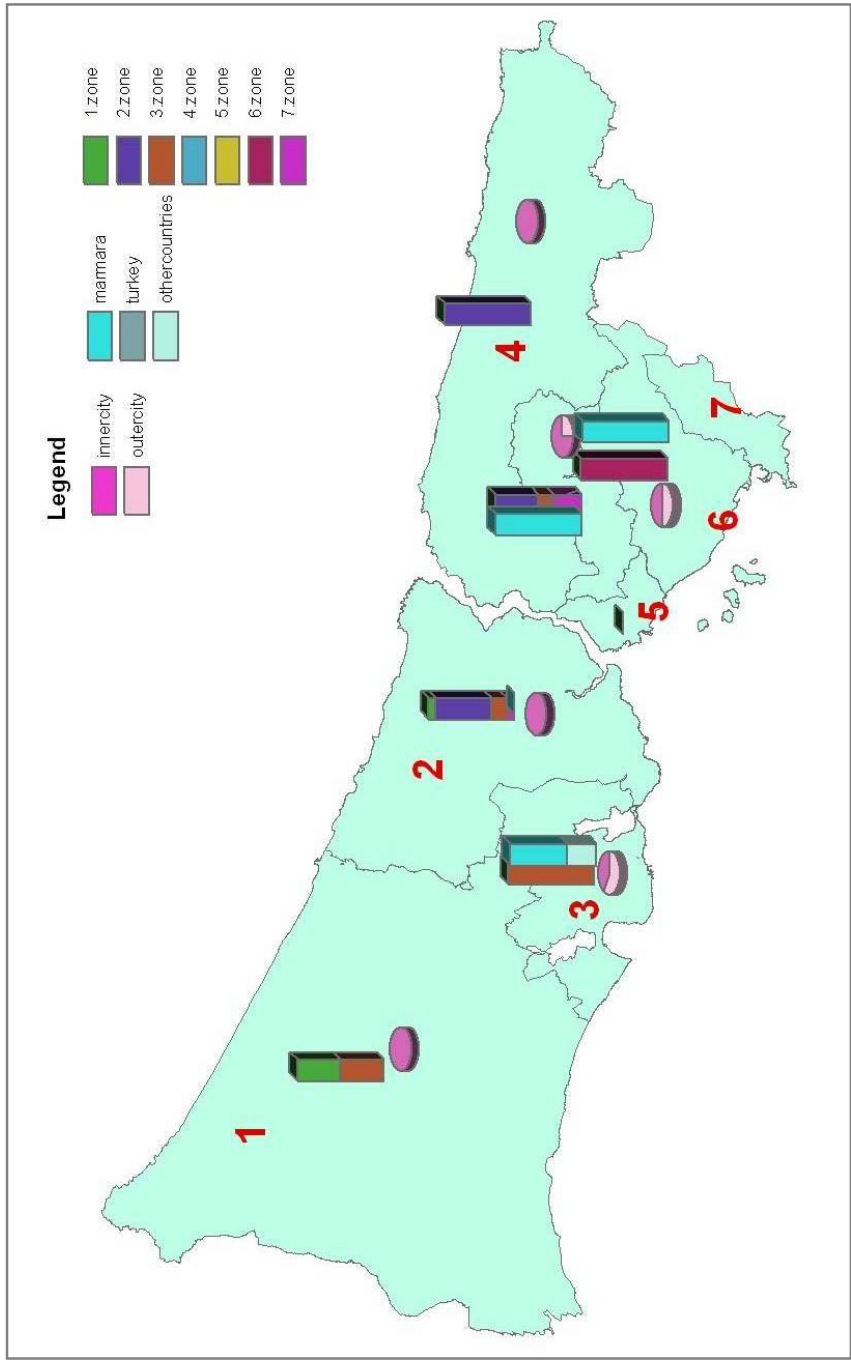 Legend
innercity
outercity
marmara
turkey
othercountries
1.zone
2.zone
3.zone
4.zone
5.zone
6.zone
7.zone
1
2
3
4
5
6
7